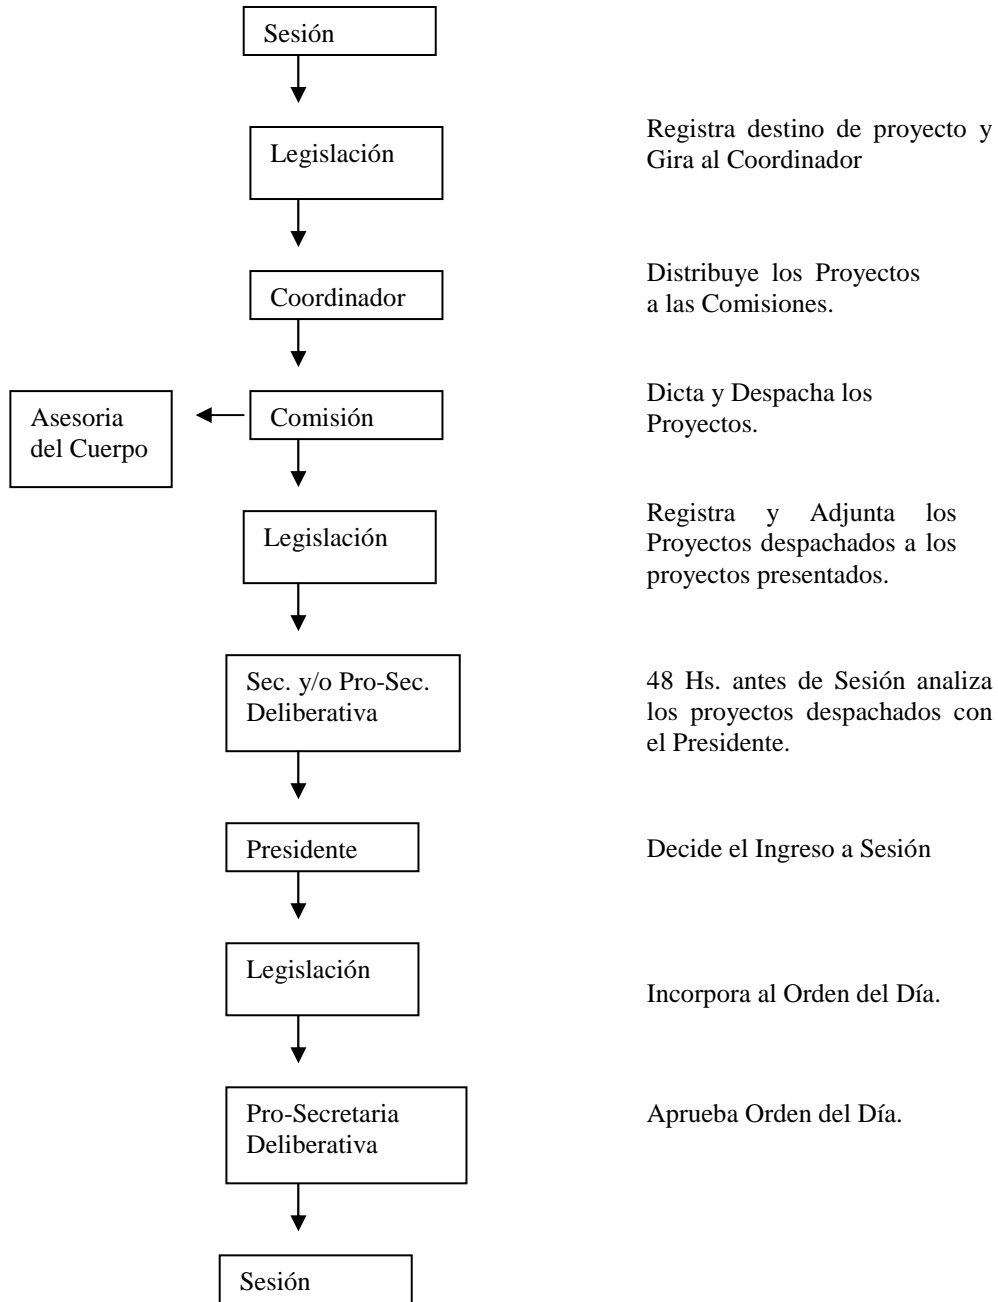 Sesión
Legislación
Registra destino de proyecto y
Gira al Coordinador
Coordinador
Distribuye los Proyectos
a las Comisiones.
Asesoria
del Cuerpo
Comisión
Dicta y Despacha los
Proyectos.
Legislación
Registra y Adjunta los
Proyectos despachados a los
proyectos presentados.
Sec. y/o Pro-Sec.
Deliberativa
48 Hs. antes de Sesión analiza
los proyectos despachados con
el Presidente.
Presidente
Decide el Ingreso a Sesión
Legislación
Incorpora al Orden del Día.
Pro-Secretaria
Deliberativa
Aprueba Orden del Día.
Sesión